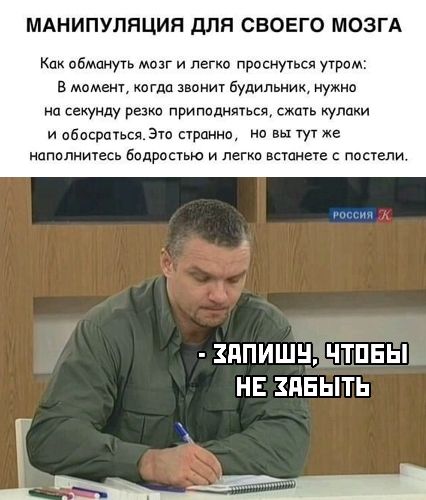 МАНИПУЛЯЦИЯ ДЛЯ СВОЕГО МОЗГА
Как обмануть мозг и легко проснуться утром:
В момент, когда звонит будильник, нужно
на секунду резко приподняться, сжать кулаки
и обосраться. Это странно, но вы тут же
наполнитесь бодростью и легко встанете с постели.
РОССИЯ К
- ЗАПИШУ, ЧТОБЫ
НЕ ЗАБЫТЬ